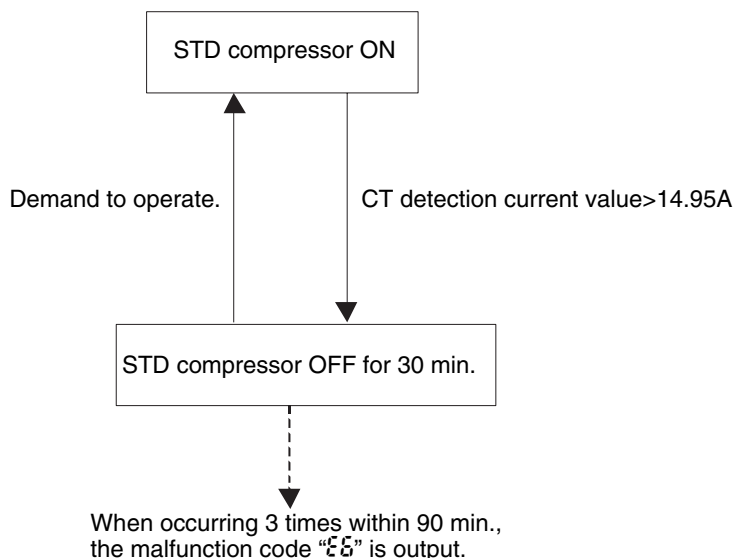 STD compressor ON
Demand to operate.
CT detection current value>14.95A
STD compressor OFF for 30 min.
When occurring 3 times within 90 min.,
the malfunction code “E6” is output.